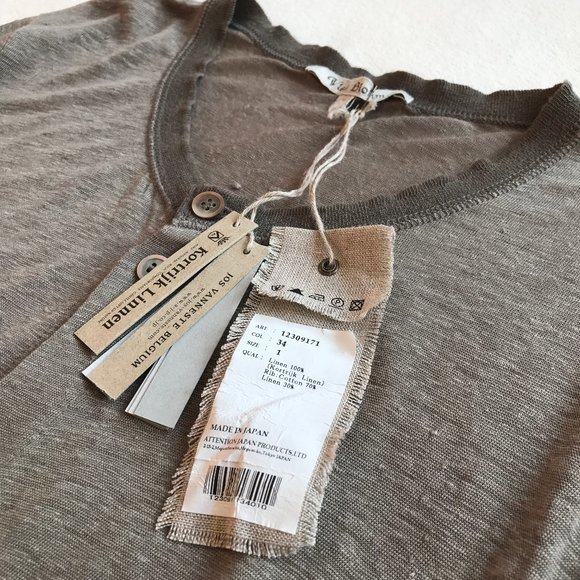 Kortrijk Linnen
JOS VANNESTE BELGIUM
ART : 12309171
COL : 34
SIZE : 1
QUAL : Linen 100%
(Kortrijk Linen)
Rib:Cotton 70%
Linen 30%
MADE IN JAPAN
ATTENTION JAPAN PRODUCTS,LTD